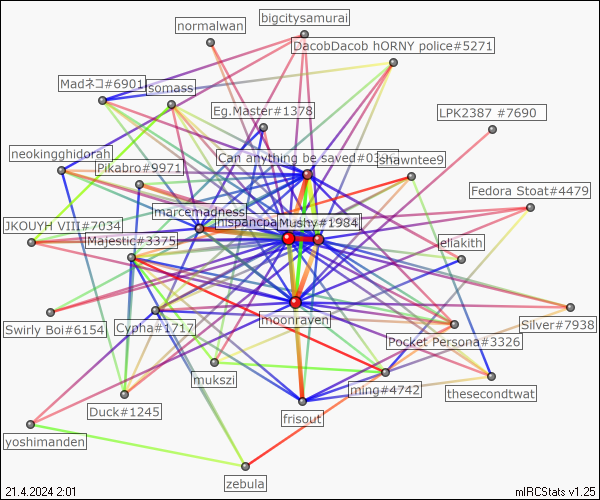 bigcitysamurai
normalwan
DacobDacob hORNY police#5271
Madネコ#6901
somass
Eg.Master#1378
LPK2387 #7690
neokingghidorah
Pikabro#9971
Can anything be saved#03
shawntee9
Fedora Stoat#4479
marcemadness
Mushy#1984
JKOUYH VIII#7034
Majestic#3375
eliakith
moonraven
Swirly Boi#6154
Cypha#1717
Silver#7938
Pocket Persona#3326
mukszi
ming#4742
thesecondtwat
Duck#1245
frisout
yoshimanden
zebula
21.4.2024 2:01
mIRCStats v1.25